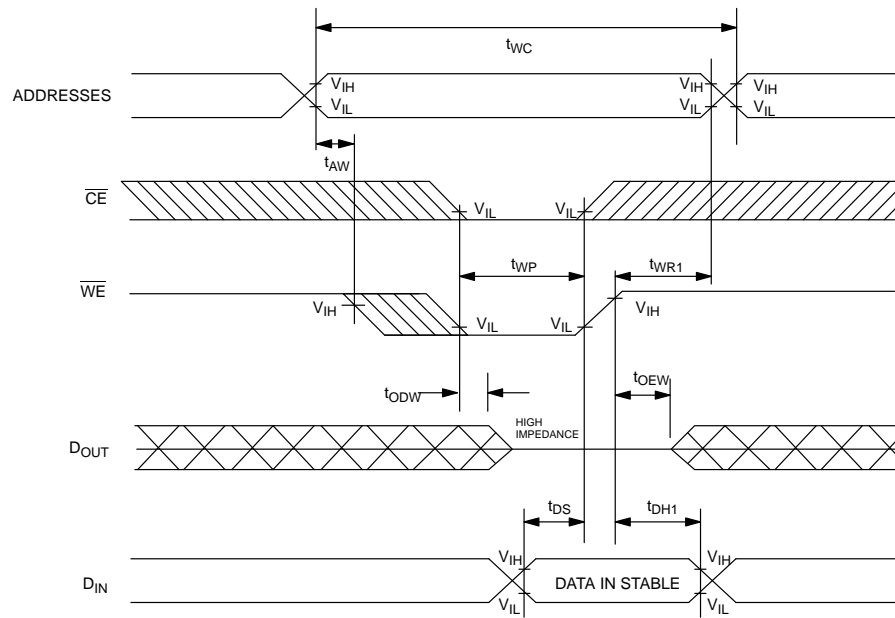 tWC
ADDRESSES
VIH VIH VIH
VIL VIL VIL
tAW
CE
VIL VIL
tWP tWR1
WE
VIH VIH
VIL VIL
tODW tOEW
HIGH
IMPEDANCE
DOUT
tDS tDH1
VIH VIH
DIN DATA IN STABLE
VIL VIL